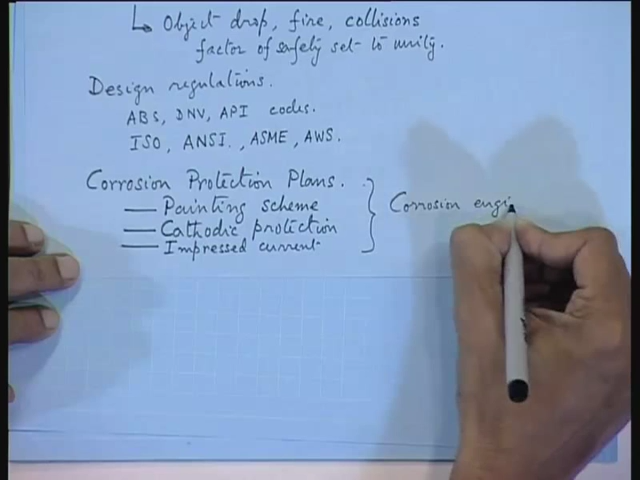 ↳ Object drop, fire, collisions
factor of safety set to unity.
Design regulations.
ABS, DNV, API codes.
ISO, ANSI, ASME, AWS.
Corrosion Protection Plans.
— Painting scheme
— Cathodic protection
— Impressed current
} Corrosion engi